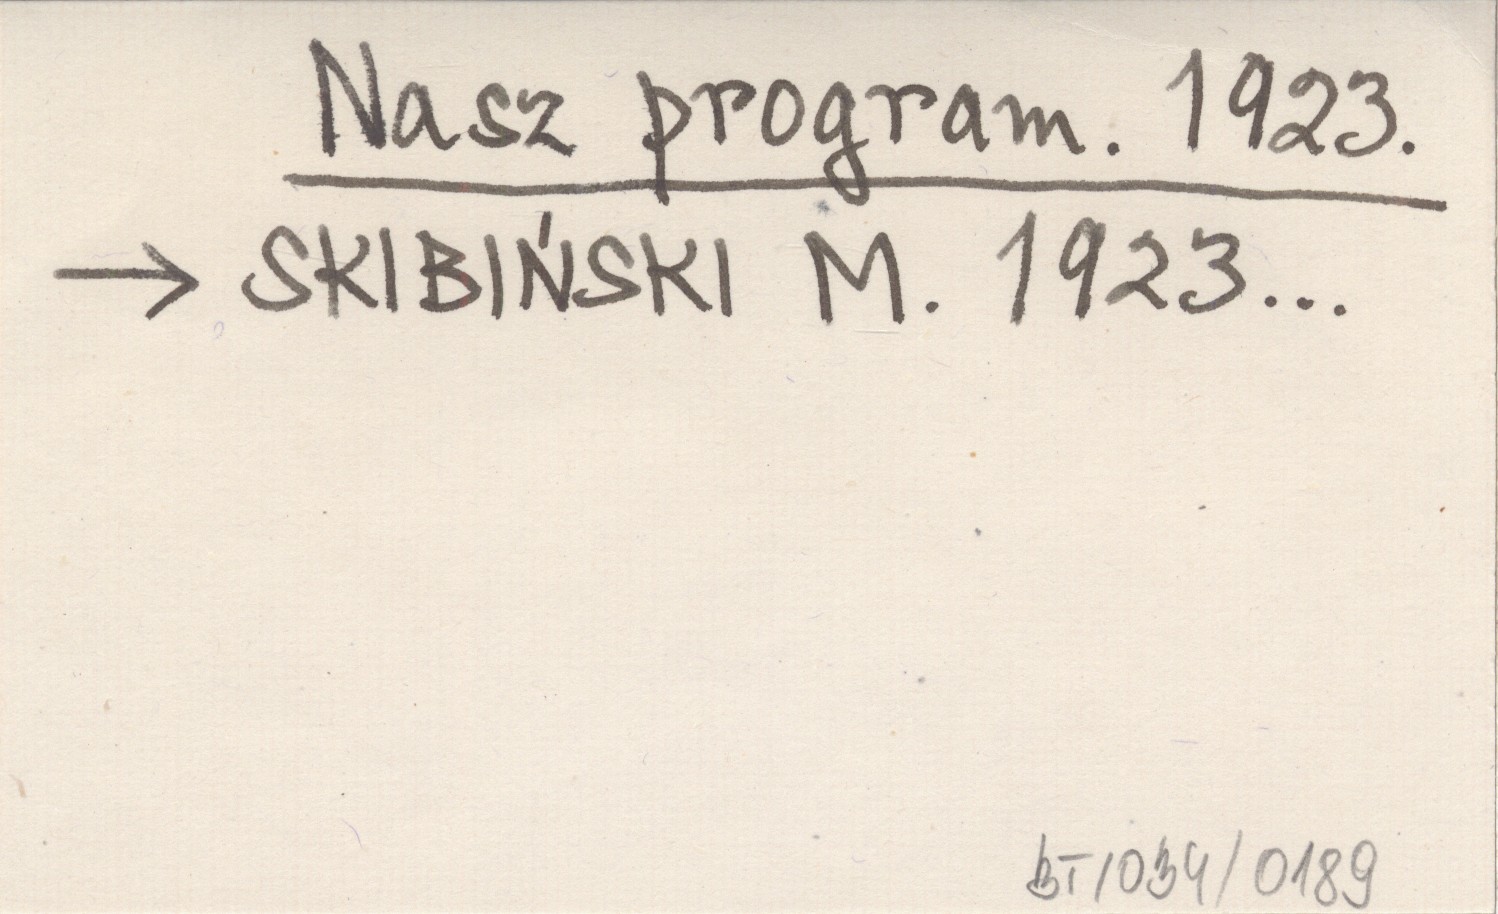 Nasz program. 1923.
→ SKIBIŃSKI M. 1923...
BT/034/0189